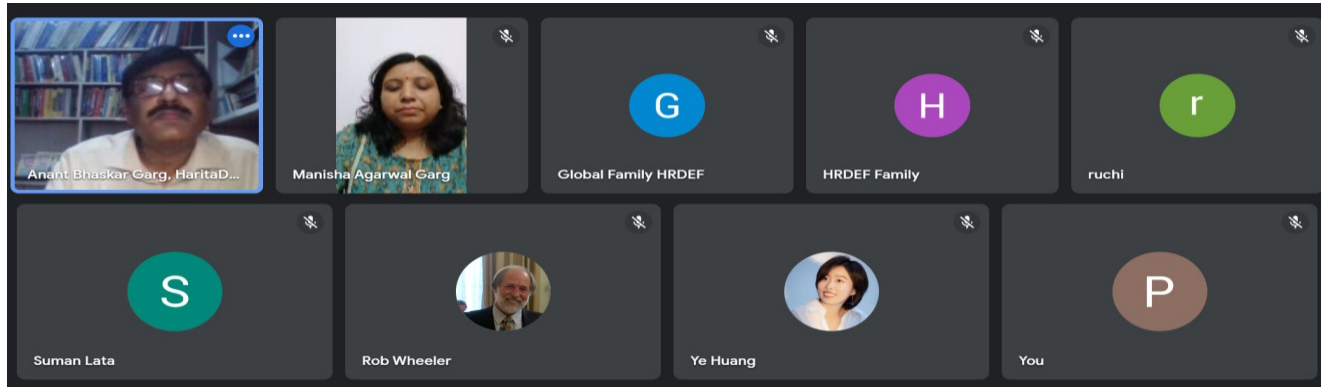 Anant Bhaskar Garg, HaritaD...
Manisha Agarwal Garg
G
Global Family HRDEF
H
HRDEF Family
r
ruchi
S
Suman Lata
Rob Wheeler
Ye Huang
P
You